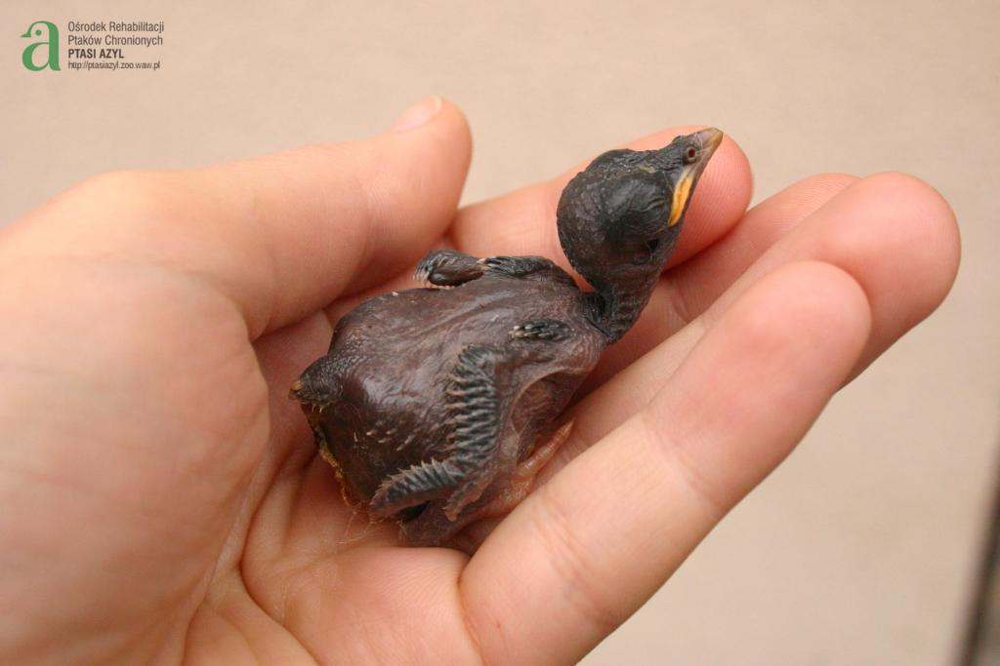 Ośrodek Rehabilitacji
Ptaków Chronionych
PTASI AZYL
http://ptasiazyl.zoo.waw.pl